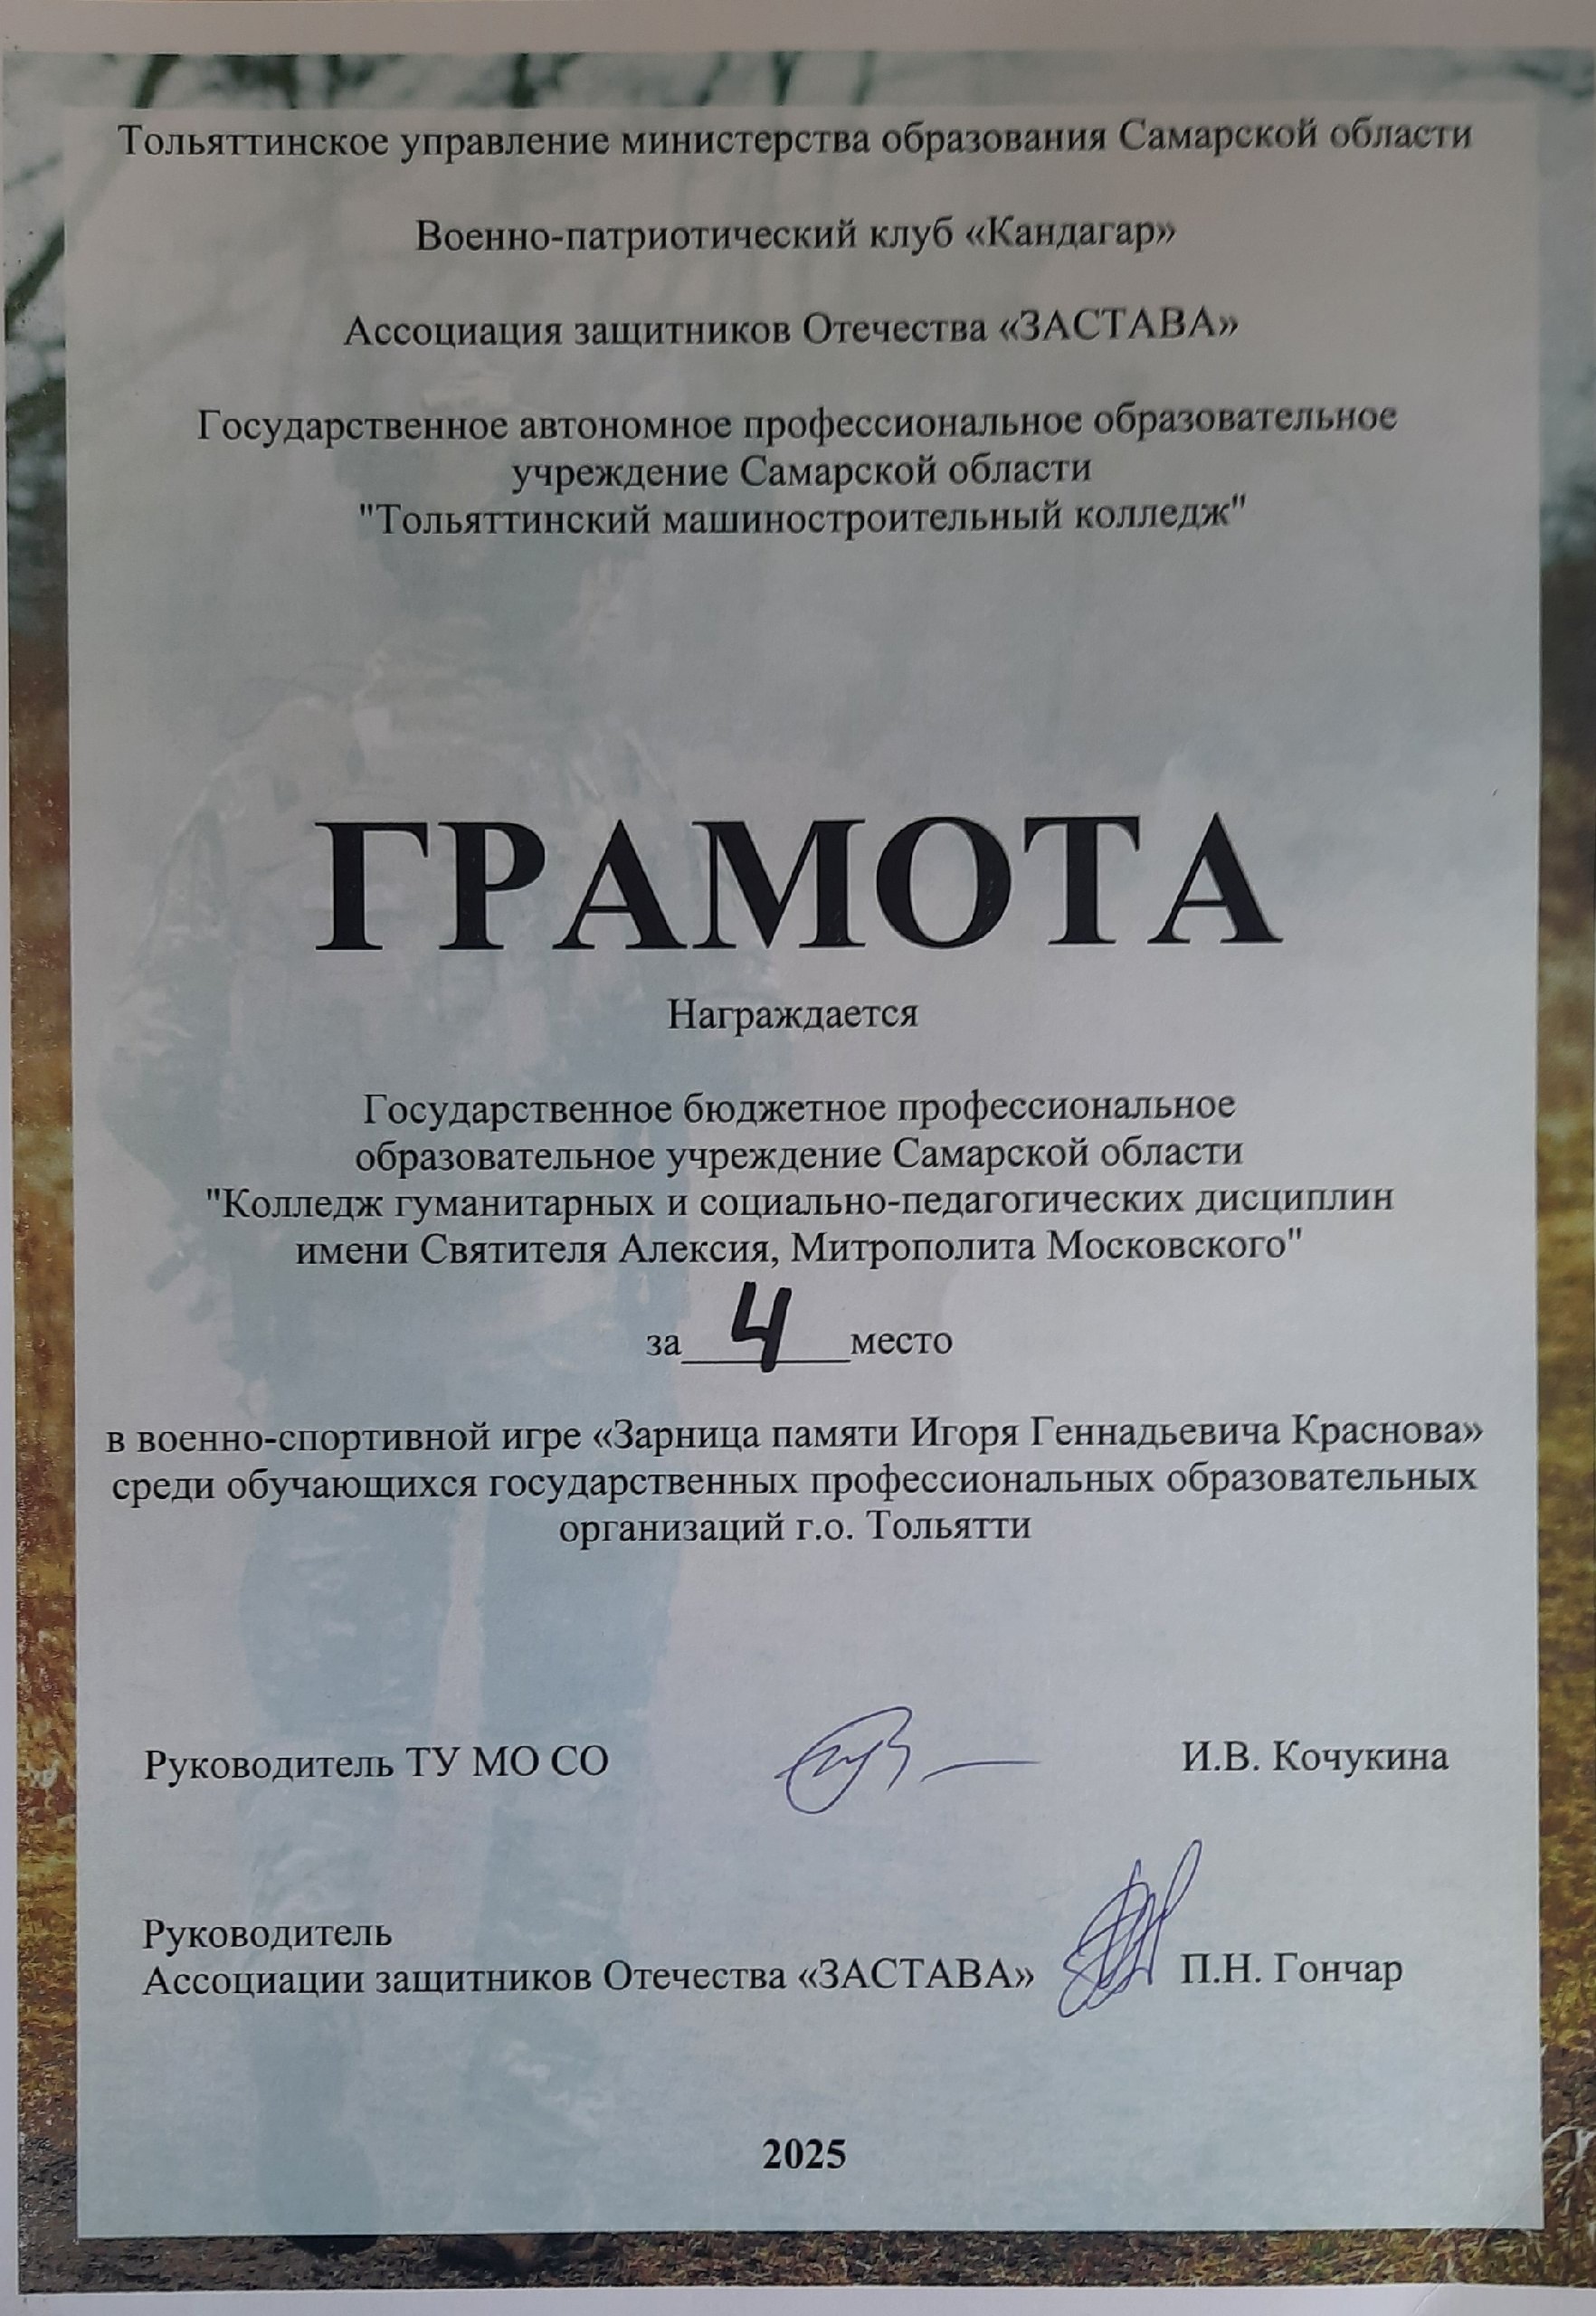 Тольяттинское управление министерства образования Самарской области
Военно-патриотический клуб «Кандагар»
Ассоциация защитников Отечества «ЗАСТАВА»
Государственное автономное профессиональное образовательное
учреждение Самарской области
"Тольяттинский машиностроительный колледж"
ГРАМОТА
Награждается
Государственное бюджетное профессиональное
образовательное учреждение Самарской области
"Колледж гуманитарных и социально-педагогических дисциплин
имени Святителя Алексия, Митрополита Московского"
за 4 место
в военно-спортивной игре «Зарница памяти Игоря Геннадьевича Краснова»
среди обучающихся государственных профессиональных образовательных
организаций г.о. Тольятти
Руководитель ТУ МО СО И.В. Кочукина
Руководитель
Ассоциации защитников Отечества «ЗАСТАВА» П.Н. Гончар
2025